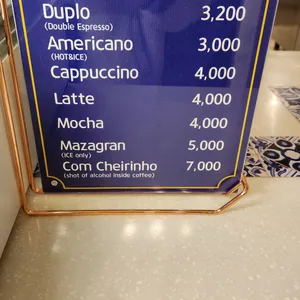 Duplo 3,200
(Double Espresso)
Americano 3,000
(HOT&ICE)
Cappuccino 4,000
Latte 4,000
Mocha 4,000
Mazagran 5,000
(ICE only)
Com Cheirinho 7,000
(shot of alcohol inside coffee)